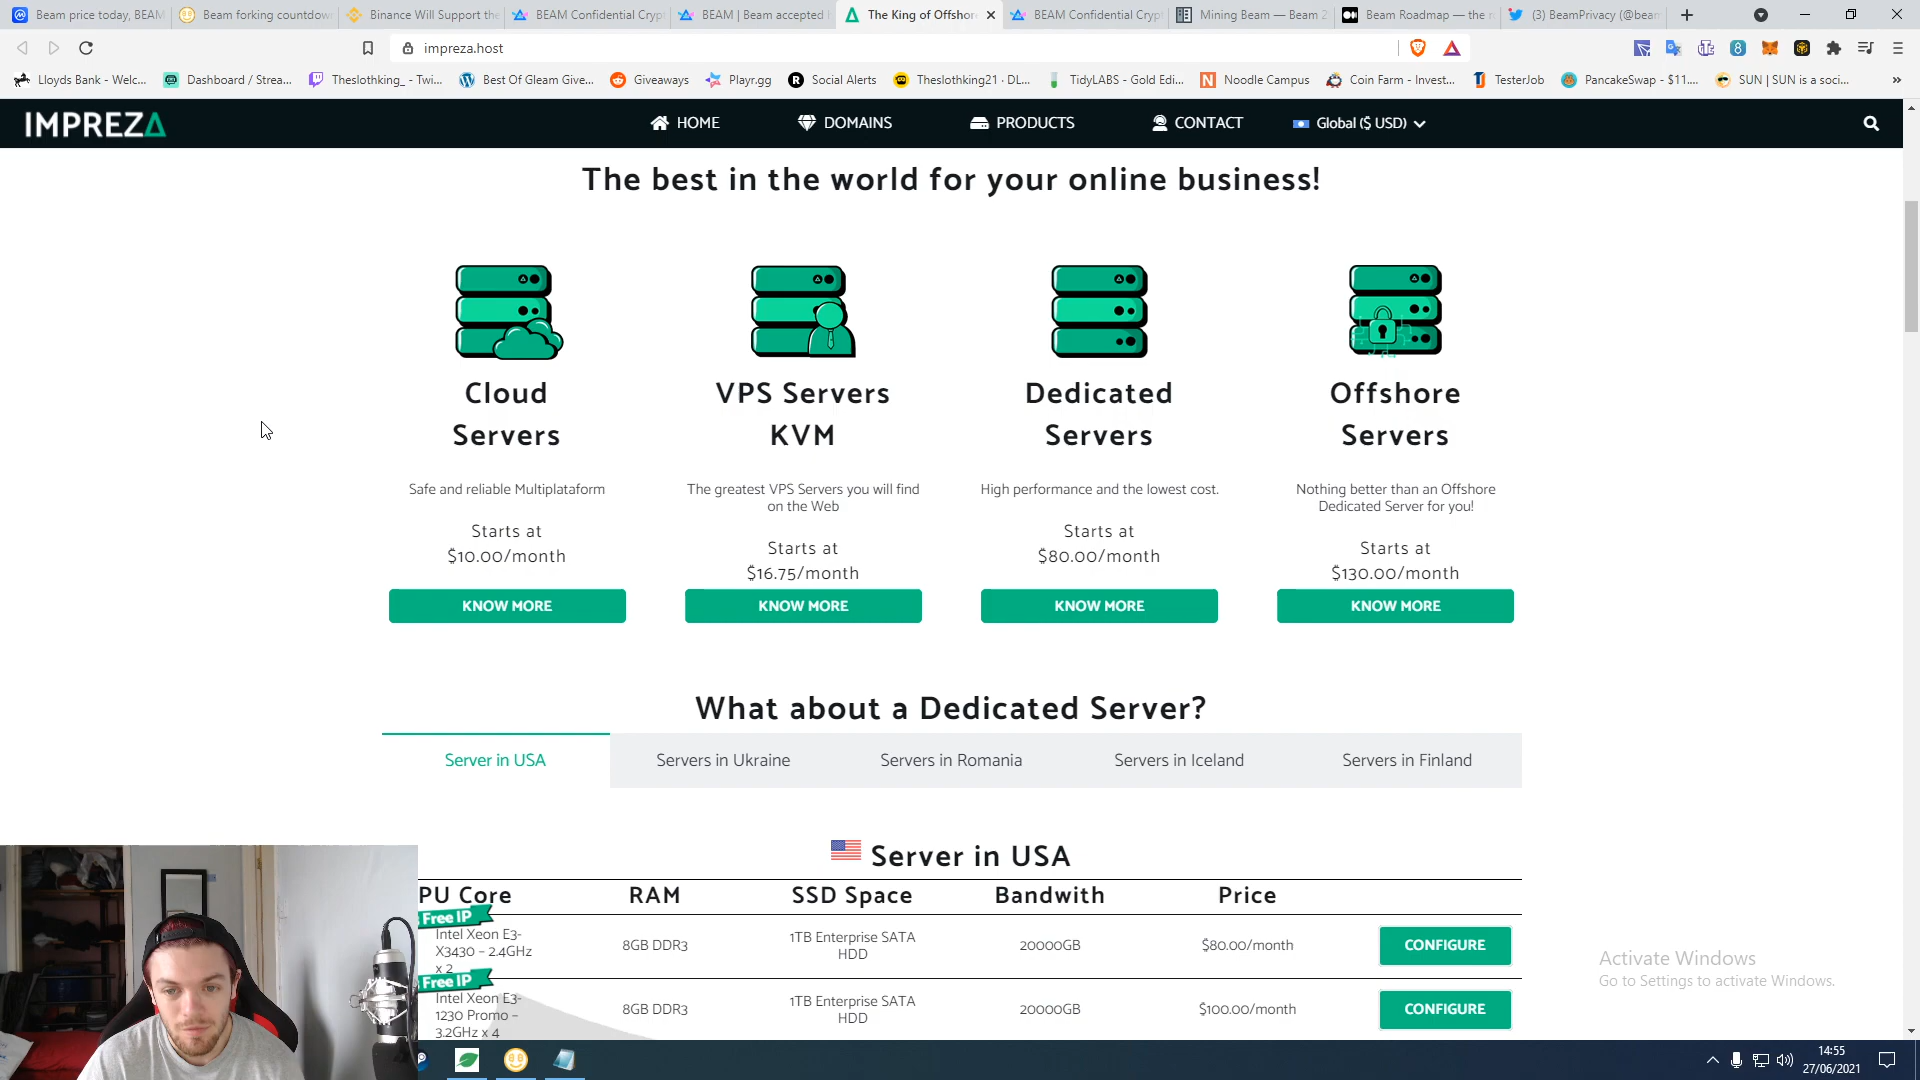 Beam price today, BEAM
Beam forking countdown
Binance Will Support the
BEAM Confidential Crypt
BEAM | Beam accepted
The King of Offshor
BEAM Confidential Crypt
Mining Beam — Beam 2
Beam Roadmap — the r
(3) BeamPrivacy (@beam
impreza.host
Lloyds Bank - Welc...
Dashboard / Strea...
Theslothking_ - Twi...
Best Of Gleam Give...
Giveaways
Playr.gg
Social Alerts
Theslothking21 · DL...
TidyLABS - Gold Edi...
Noodle Campus
Coin Farm - Invest...
TesterJob
PancakeSwap - $11....
SUN | SUN is a soci...
IMPREZA
HOME
DOMAINS
PRODUCTS
CONTACT
Global ($ USD)
The best in the world for your online business!
Cloud
Servers
Safe and reliable Multiplataform
Starts at
$10.00/month
KNOW MORE
VPS Servers
KVM
The greatest VPS Servers you will find
on the Web
Starts at
$16.75/month
KNOW MORE
Dedicated
Servers
High performance and the lowest cost.
Starts at
$80.00/month
KNOW MORE
Offshore
Servers
Nothing better than an Offshore
Dedicated Server for you!
Starts at
$130.00/month
KNOW MORE
What about a Dedicated Server?
Server in USA
Servers in Ukraine
Servers in Romania
Servers in Iceland
Servers in Finland
Server in USA
PU Core
RAM
SSD Space
Bandwith
Price
Free IP
Intel Xeon E3-
X3430 – 2.4GHz
x 2
8GB DDR3
1TB Enterprise SATA
HDD
20000GB
$80.00/month
CONFIGURE
Free IP
Intel Xeon E3-
1230 Promo –
3.2GHz x 4
8GB DDR3
1TB Enterprise SATA
HDD
20000GB
$100.00/month
CONFIGURE
Activate Windows
Go to Settings to activate Windows.
14:55
27/06/2021